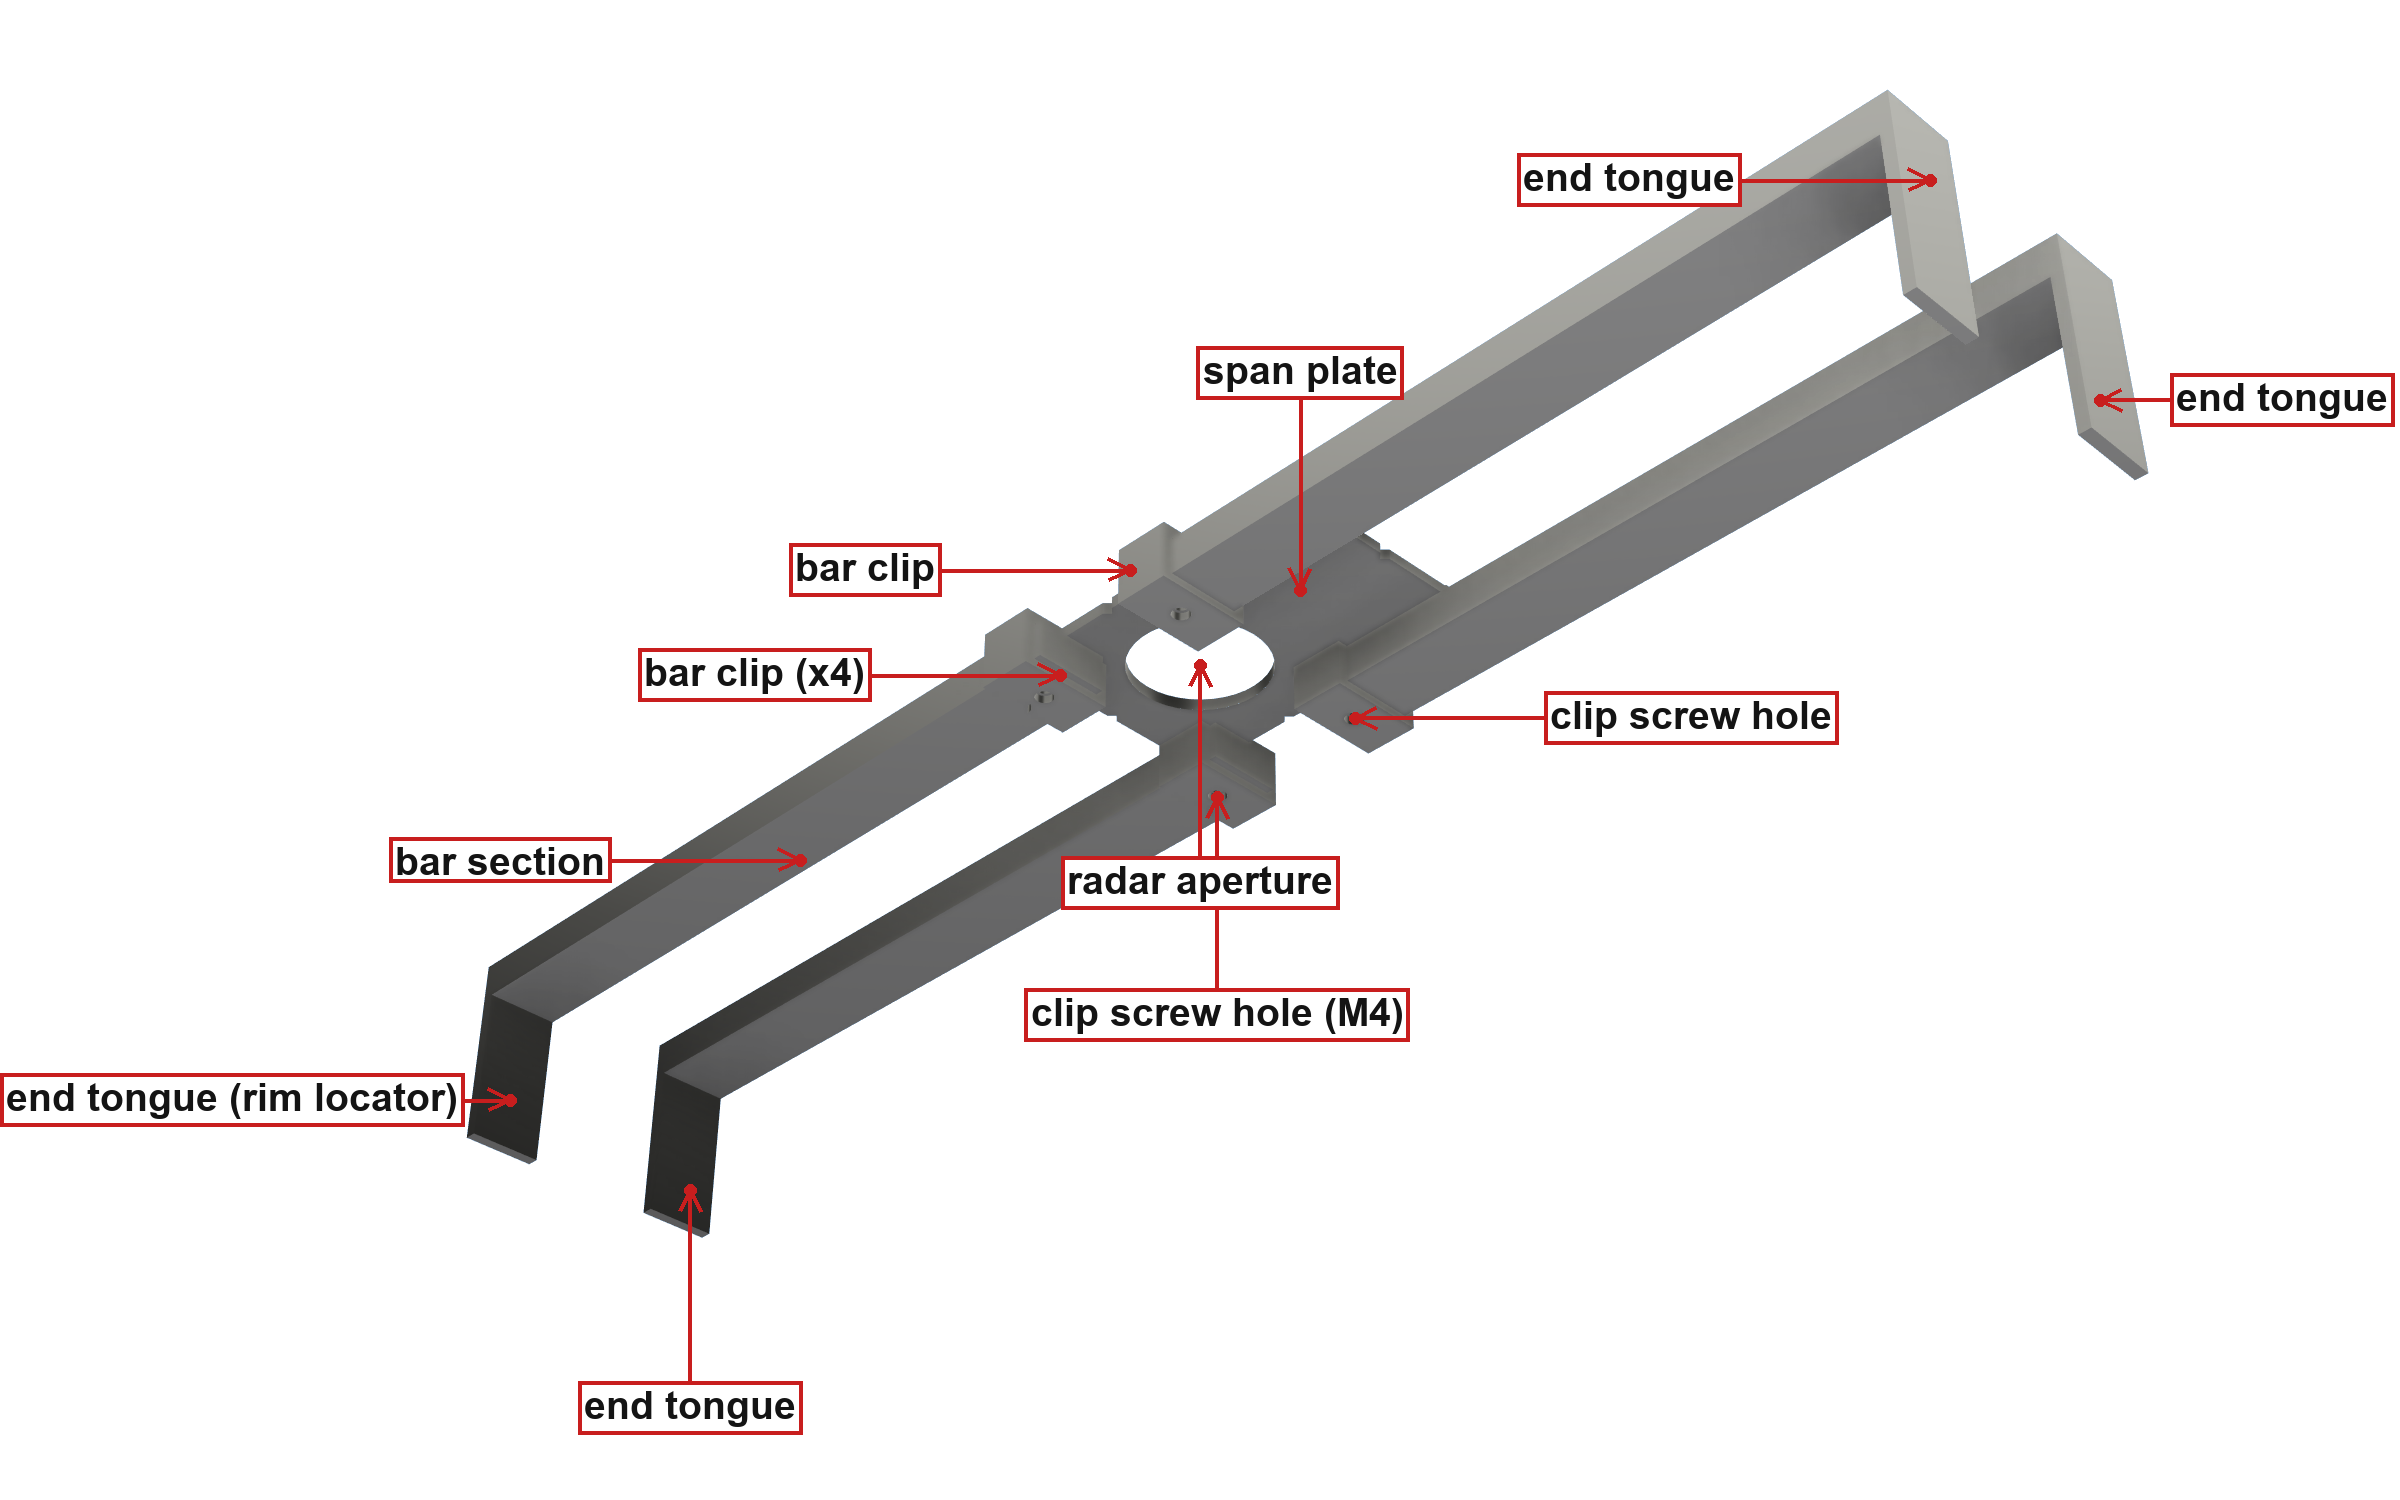 end tongue
span plate
end tongue
bar clip
bar clip (x4)
clip screw hole
bar section
radar aperture
clip screw hole (M4)
end tongue (rim locator)
end tongue